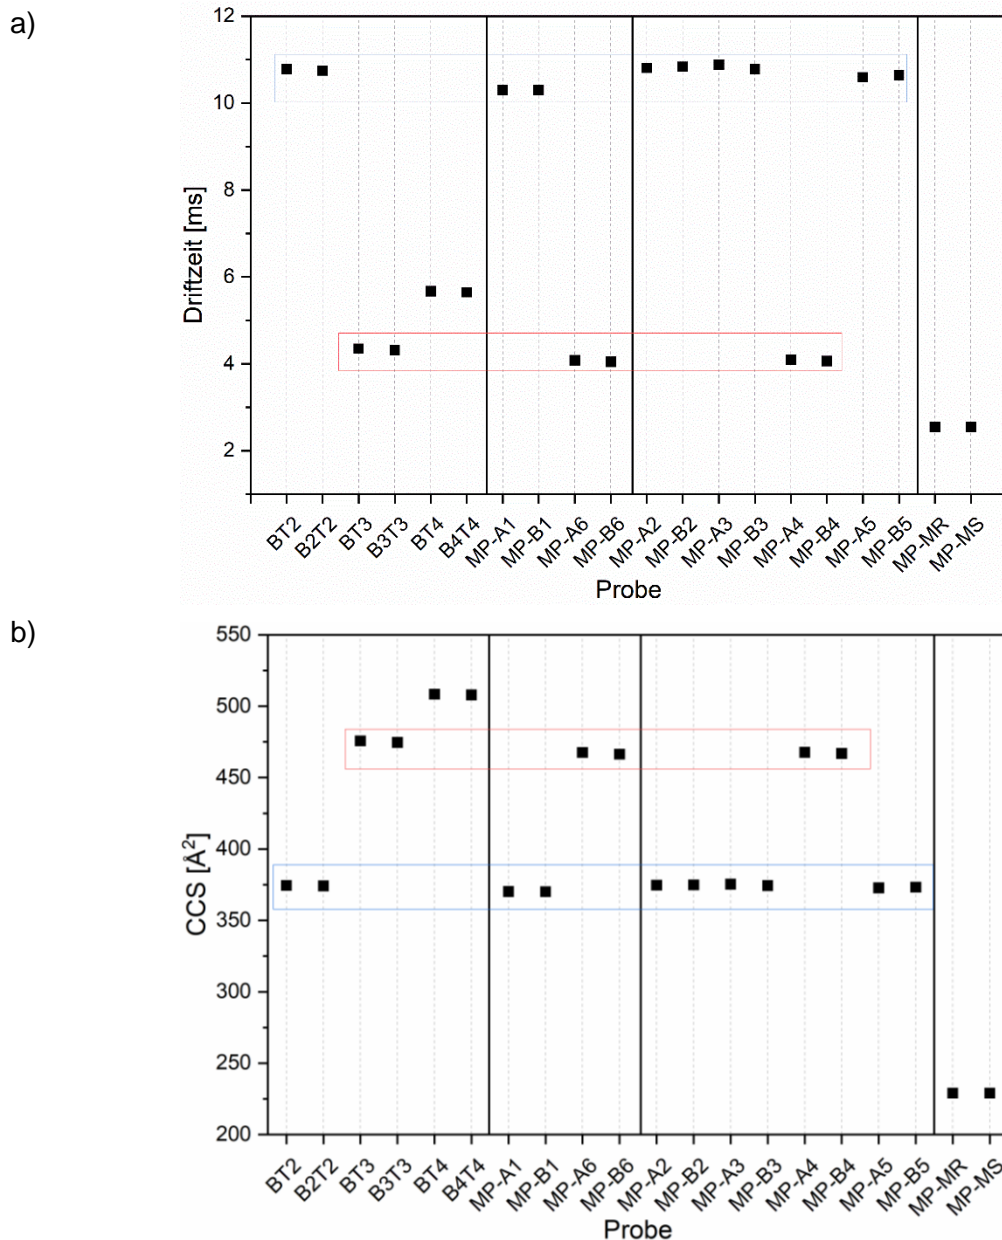 a)
12
10
8
6
4
2
Driftzeit [ms]
BT2 B2T2 BT3 B3T3 BT4 B4T4 MP-A1 MP-B1 MP-A6 MP-B6 MP-A2 MP-B2 MP-A3 MP-B3 MP-A4 MP-B4 MP-A5 MP-B5 MP-MR MP-MS
Probe
b)
550
500
450
400
350
300
250
200
CCS [Å²]
BT2 B2T2 BT3 B3T3 BT4 B4T4 MP-A1 MP-B1 MP-A6 MP-B6 MP-A2 MP-B2 MP-A3 MP-B3 MP-A4 MP-B4 MP-A5 MP-B5 MP-MR MP-MS
Probe